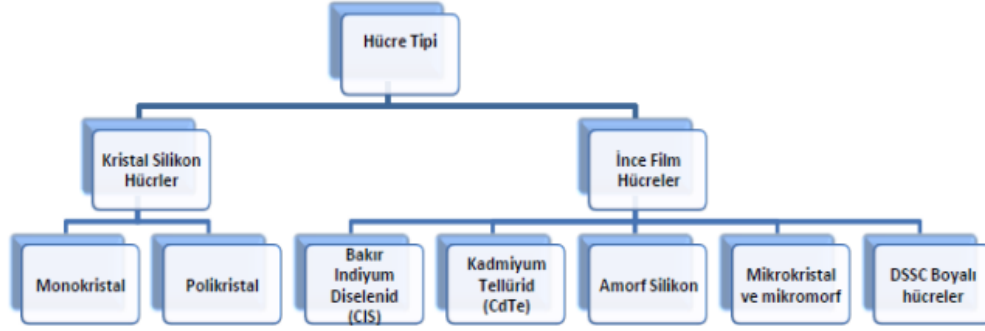 Hücre Tipi
Kristal Silikon
Hücrler
İnce Film
Hücreler
Monokristal
Polikristal
Bakır
Indiyum
Diselenid
(CIS)
Kadmiyum
Tellürid
(CdTe)
Amorf Silikon
Mikrokristal
ve mikromorf
DSSC Boyalı
hücreler